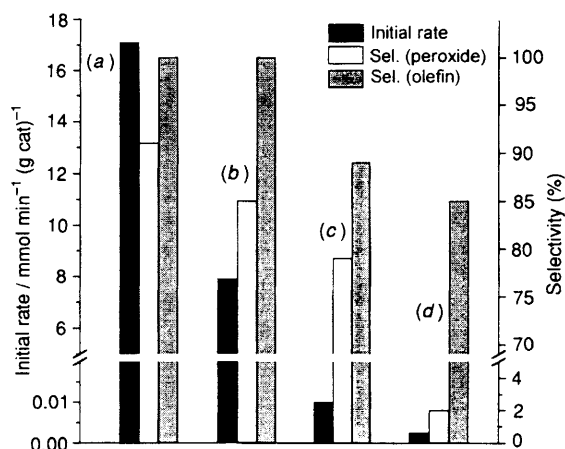 Initial rate
Sel. (peroxide)
Sel. (olefin)
Initial rate / mmol min⁻¹ (g cat)⁻¹
18
16
14
12
10
8
6
0.01
0.00
(a)
(b)
(c)
(d)
100
95
90
85
80
75
70
4
2
0
Selectivity (%)